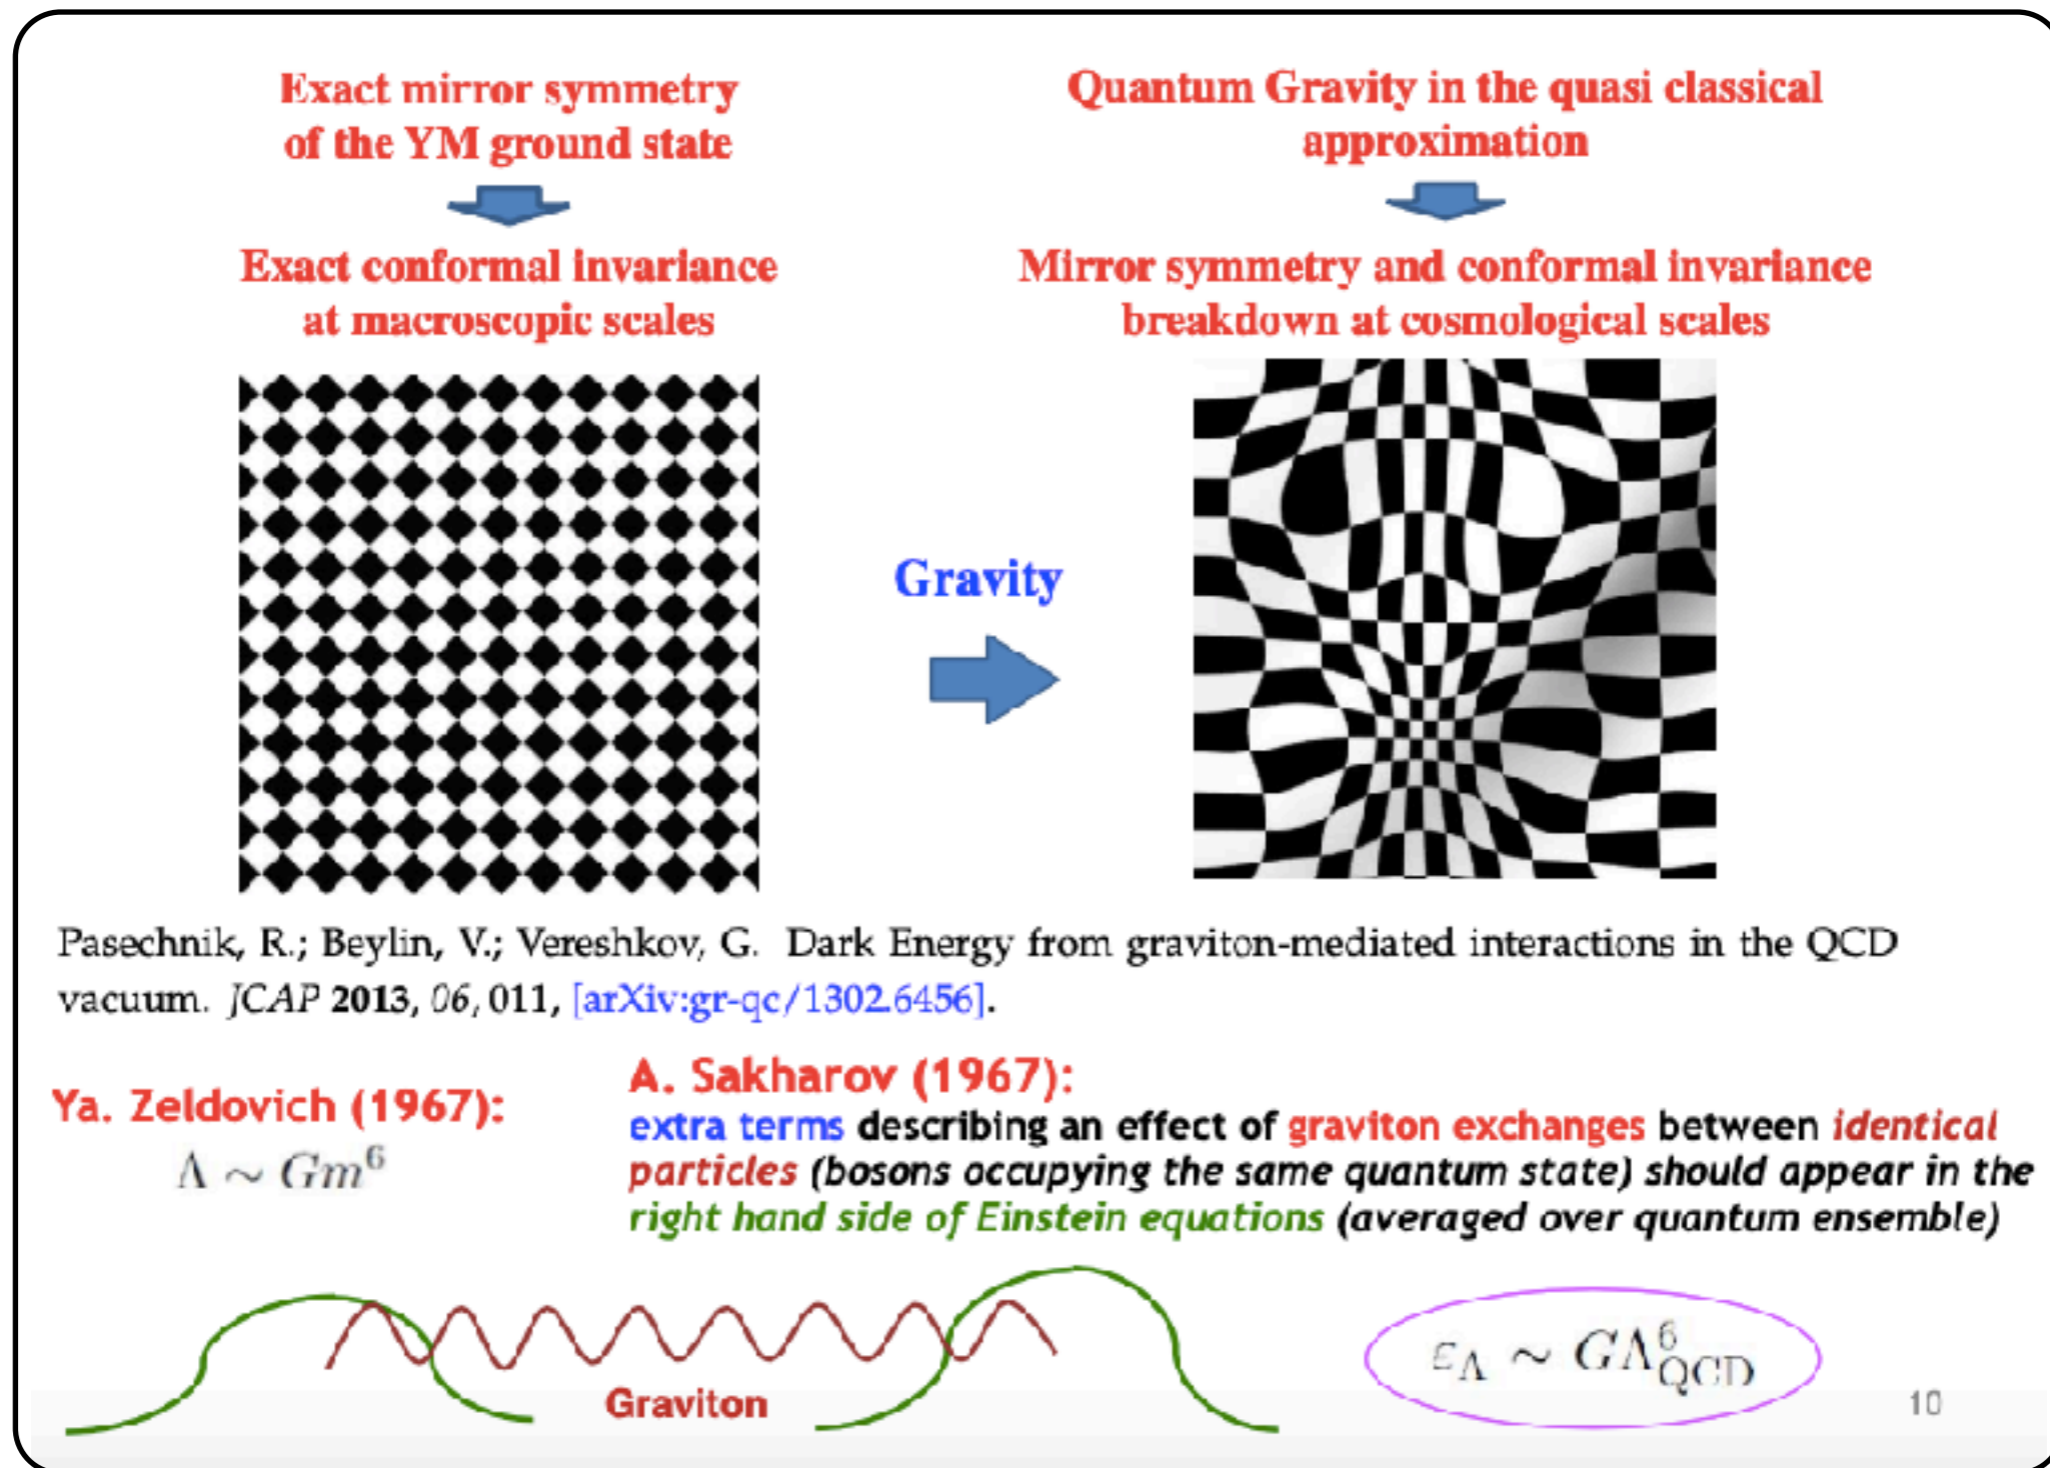 Exact mirror symmetry
of the YM ground state
Exact conformal invariance
at macroscopic scales
Quantum Gravity in the quasi classical
approximation
Mirror symmetry and conformal invariance
breakdown at cosmological scales
Gravity
Pasechnik, R.; Beylin, V.; Vereshkov, G. Dark Energy from graviton-mediated interactions in the QCD
vacuum. JCAP 2013, 06, 011, [arXiv:gr-qc/1302.6456].
Ya. Zeldovich (1967):
Λ ∼ Gm⁶
A. Sakharov (1967):
extra terms describing an effect of graviton exchanges between identical
particles (bosons occupying the same quantum state) should appear in the
right hand side of Einstein equations (averaged over quantum ensemble)
Graviton
ε_Λ ∼ GΛ⁶_QCD
10